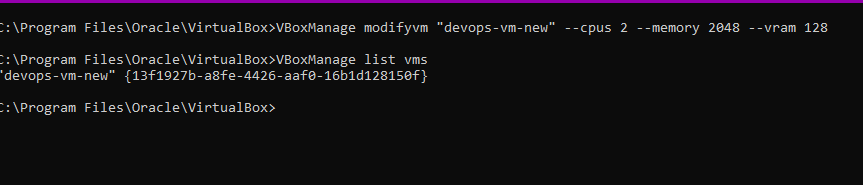 C:\Program Files\Oracle\VirtualBox>VBoxManage modifyvm "devops-vm-new" --cpus 2 --memory 2048 --vram 128
C:\Program Files\Oracle\VirtualBox>VBoxManage list vms
"devops-vm-new" {13f1927b-a8fe-4426-aaf0-16b1d128150f}
C:\Program Files\Oracle\VirtualBox>